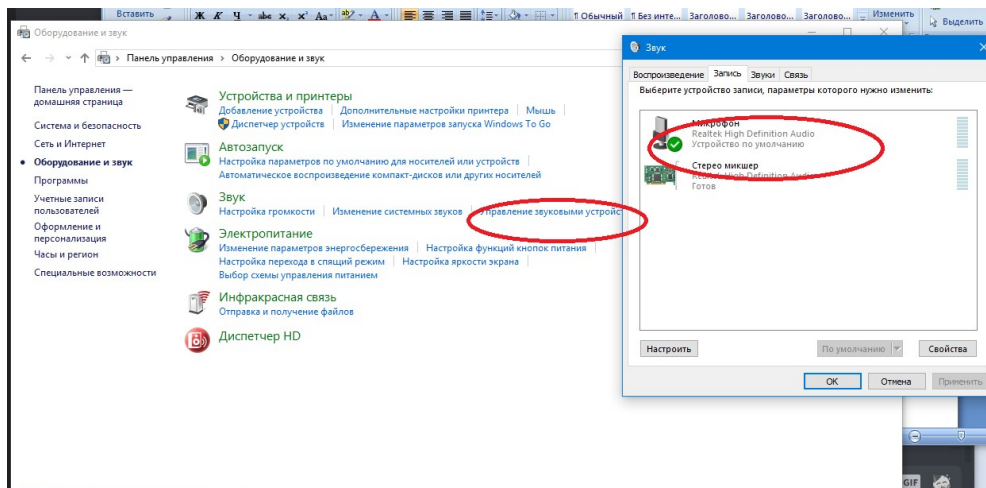 Вставить Ж К Ч abc x, x² Aa ab A ¶ Обычный ¶ Без инте... Заголово... Заголово... Заголово... Изменить Выделить
Оборудование и звук
Панель управления > Оборудование и звук
Панель управления —
домашняя страница
Система и безопасность
Сеть и Интернет
Оборудование и звук
Программы
Учетные записи
пользователей
Оформление и
персонализация
Часы и регион
Специальные возможности
Устройства и принтеры
Добавление устройства Дополнительные настройки принтера Мышь
Диспетчер устройств Изменение параметров запуска Windows To Go
Автозапуск
Настройка параметров по умолчанию для носителей или устройств
Автоматическое воспроизведение компакт-дисков или других носителей
Звук
Настройка громкости Изменение системных звуков Управление звуковыми устройс
Электропитание
Изменение параметров энергосбережения Настройка функций кнопок питания
Настройка перехода в спящий режим Настройка яркости экрана
Выбор схемы управления питанием
Инфракрасная связь
Отправка и получение файлов
Диспетчер HD
Звук
Воспроизведение Запись Звуки Связь
Выберите устройство записи, параметры которого нужно изменить:
Микрофон
Realtek High Definition Audio
Устройство по умолчанию
Стерео микшер
Realtek High Definition Audio
Готов
Настроить По умолчанию Свойства
ОК Отмена Применить
GIF